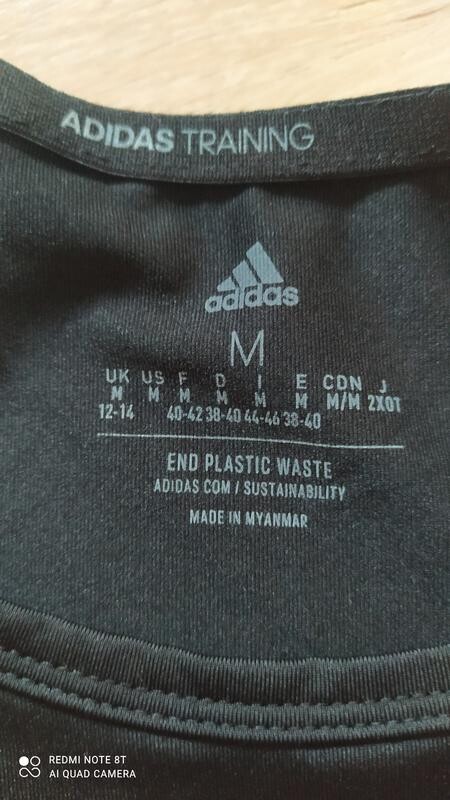 ADIDAS TRAINING
adidas
M
UK US F D I E CDN J
M M M M M M M/M 2XOT
12-14 40-42 38-40 44-46 38-40
END PLASTIC WASTE
ADIDAS.COM / SUSTAINABILITY
MADE IN MYANMAR
REDMI NOTE 8T
AI QUAD CAMERA